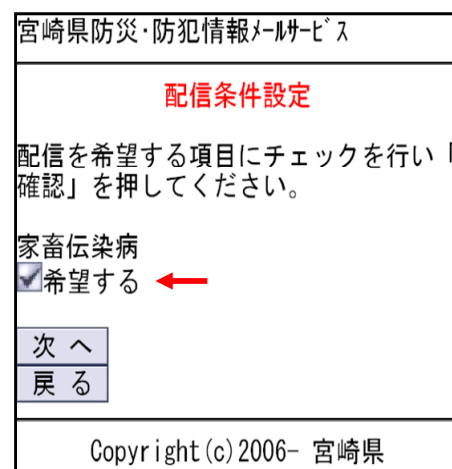 宮崎県防災・防犯情報ﾒｰﾙｻｰﾋﾞｽ
配信条件設定
配信を希望する項目にチェックを行い「
確認」を押してください。
家畜伝染病
希望する
次 へ
戻 る
Copyright(c)2006- 宮崎県